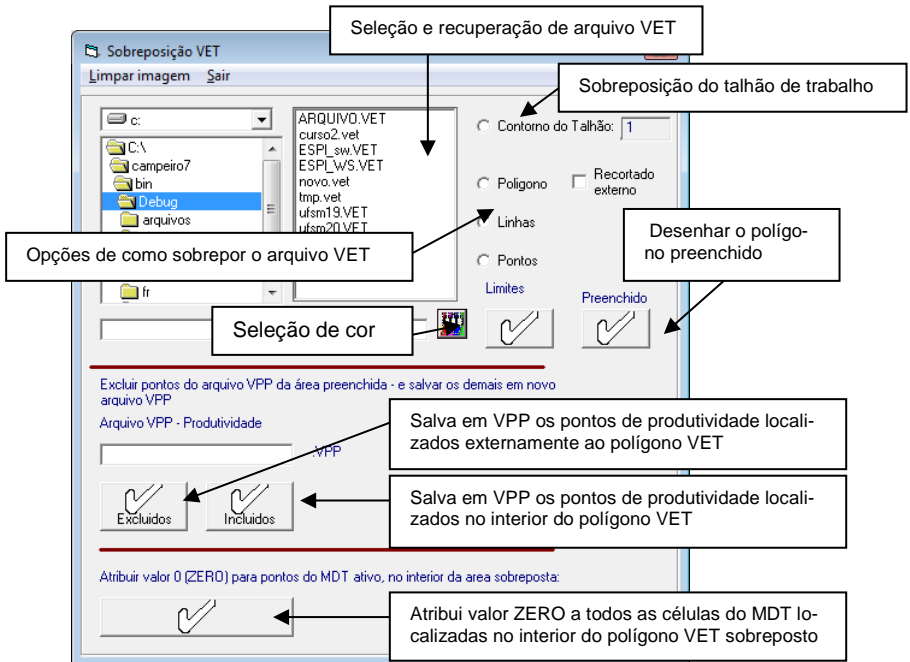 Seleção e recuperação de arquivo VET
Sobreposição VET
Limpar imagem Sair
Sobreposição do talhão de trabalho
c:
ARQUIVO.VET
curso2.vet
ESPI_sw.VET
ESPI_WS.VET
novo.vet
tmp.vet
ufsm19.VET
ufsm20.VET
C:\
campeiro7
bin
Debug
arquivos
fr
Contorno do Talhão: 1
Poligono
Recortado
externo
Linhas
Pontos
Opções de como sobrepor o arquivo VET
Desenhar o polígo-
no preenchido
Limites
Preenchido
Seleção de cor
Excluir pontos do arquivo VPP da área preenchida - e salvar os demais em novo
arquivo VPP
Arquivo VPP - Produtividade
.VPP
Salva em VPP os pontos de produtividade locali-
zados externamente ao polígono VET
Excluidos
Incluidos
Salva em VPP os pontos de produtividade locali-
zados no interior do polígono VET
Atribuir valor 0 (ZERO) para pontos do MDT ativo, no interior da area sobreposta:
Atribui valor ZERO a todos as células do MDT lo-
calizadas no interior do polígono VET sobreposto